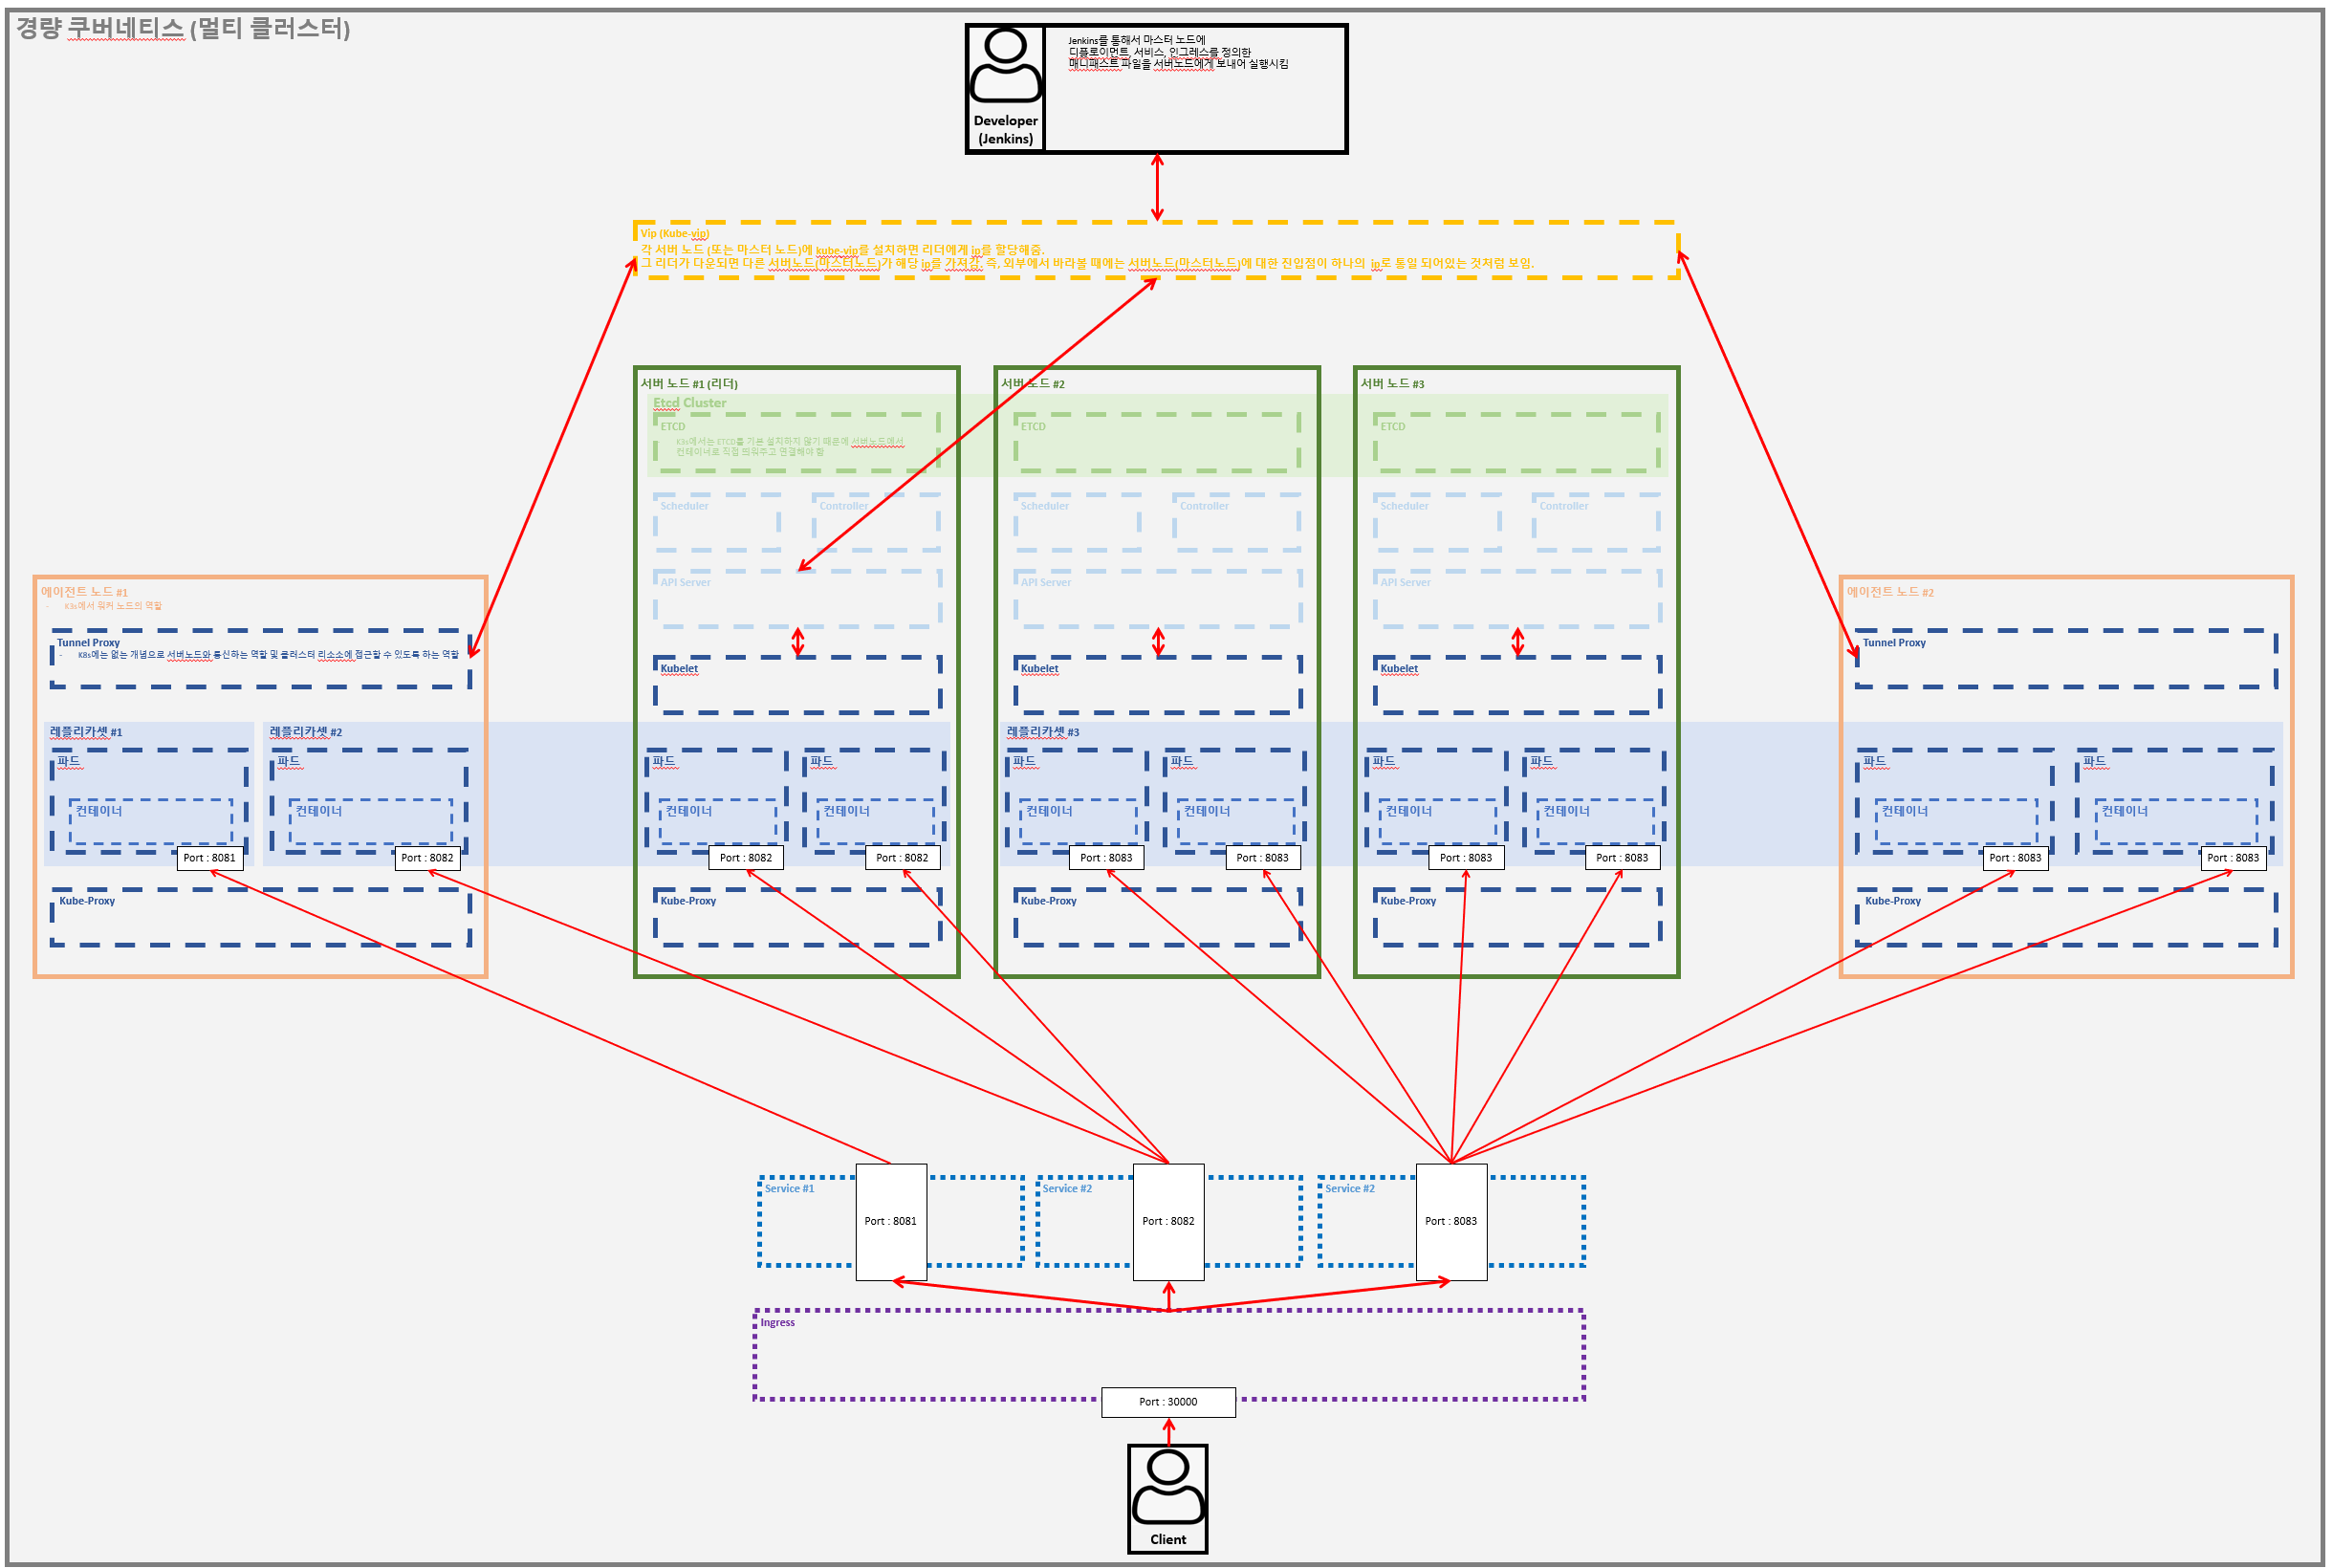 경량 쿠버네티스 (멀티 클러스터)
Jenkins를 통해서 마스터 노드에
디플로이먼트, 서비스, 인그레스를 정의한
매니패스트 파일을 서버노드에게 보내어 실행시킴
Developer
(Jenkins)
Vip (Kube-vip)
각 서버 노드 (또는 마스터 노드)에 kube-vip를 설치하면 리더에게 ip를 할당해줌.
그 리더가 다운되면 다른 서버노드(마스터노드)가 해당 ip를 가져감. 즉, 외부에서 바라볼 때에는 서버노드(마스터노드)에 대한 진입점이 하나의 ip로 통일 되어있는 것처럼 보임.
서버 노드 #1 (리더)
Etcd Cluster
ETCD
K3s에서는 ETCD를 기본 설치하지 않기 때문에 서버노드에서
컨테이너로 직접 띄워주고 연결해야 함
Scheduler
Controller
API Server
Kubelet
서버 노드 #2
ETCD
Scheduler
Controller
API Server
Kubelet
서버 노드 #3
ETCD
Scheduler
Controller
API Server
Kubelet
에이전트 노드 #1
- K3s에서 워커 노드의 역할
Tunnel Proxy
- K8s에는 없는 개념으로 서버노드와 통신하는 역할 및 클러스터 리소소에 접근할 수 있도록 하는 역할
에이전트 노드 #2
Tunnel Proxy
레플리카셋 #1
파드
컨테이너
Port : 8081
레플리카셋 #2
파드
컨테이너
Port : 8082
파드
컨테이너
Port : 8082
파드
컨테이너
Port : 8082
레플리카셋 #3
파드
컨테이너
Port : 8083
파드
컨테이너
Port : 8083
파드
컨테이너
Port : 8083
파드
컨테이너
Port : 8083
파드
컨테이너
Port : 8083
파드
컨테이너
Port : 8083
Kube-Proxy
Kube-Proxy
Kube-Proxy
Kube-Proxy
Kube-Proxy
Service #1
Port : 8081
Service #2
Port : 8082
Service #2
Port : 8083
Ingress
Port : 30000
Client